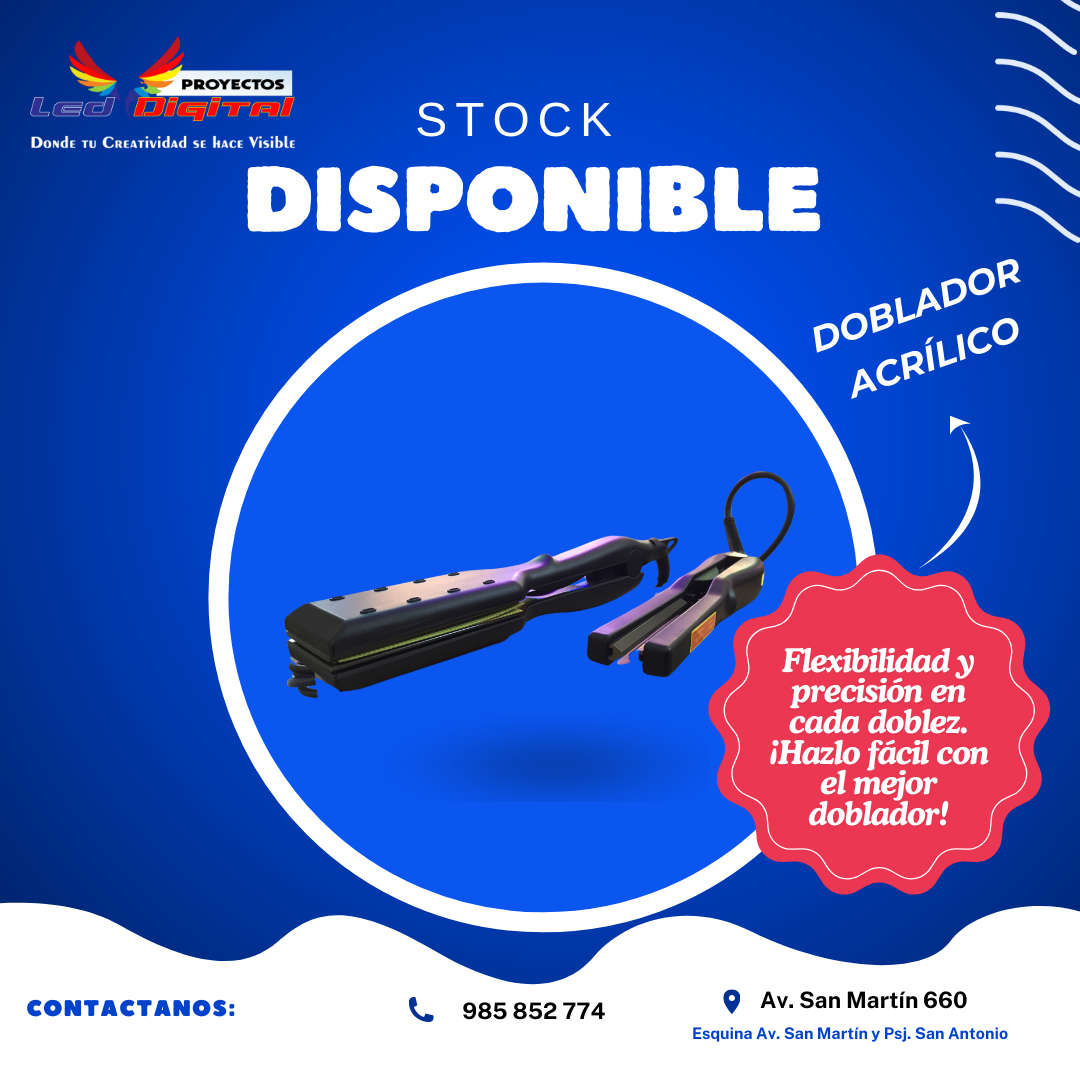 PROYECTOS
Led Digital
Donde tu Creatividad se hace Visible
STOCK
DISPONIBLE
DOBLADOR
ACRÍLICO
Flexibilidad y
precisión en
cada doblez.
¡Hazlo fácil con
el mejor
doblador!
CONTACTANOS:
985 852 774
Av. San Martín 660
Esquina Av. San Martín y Psj. San Antonio